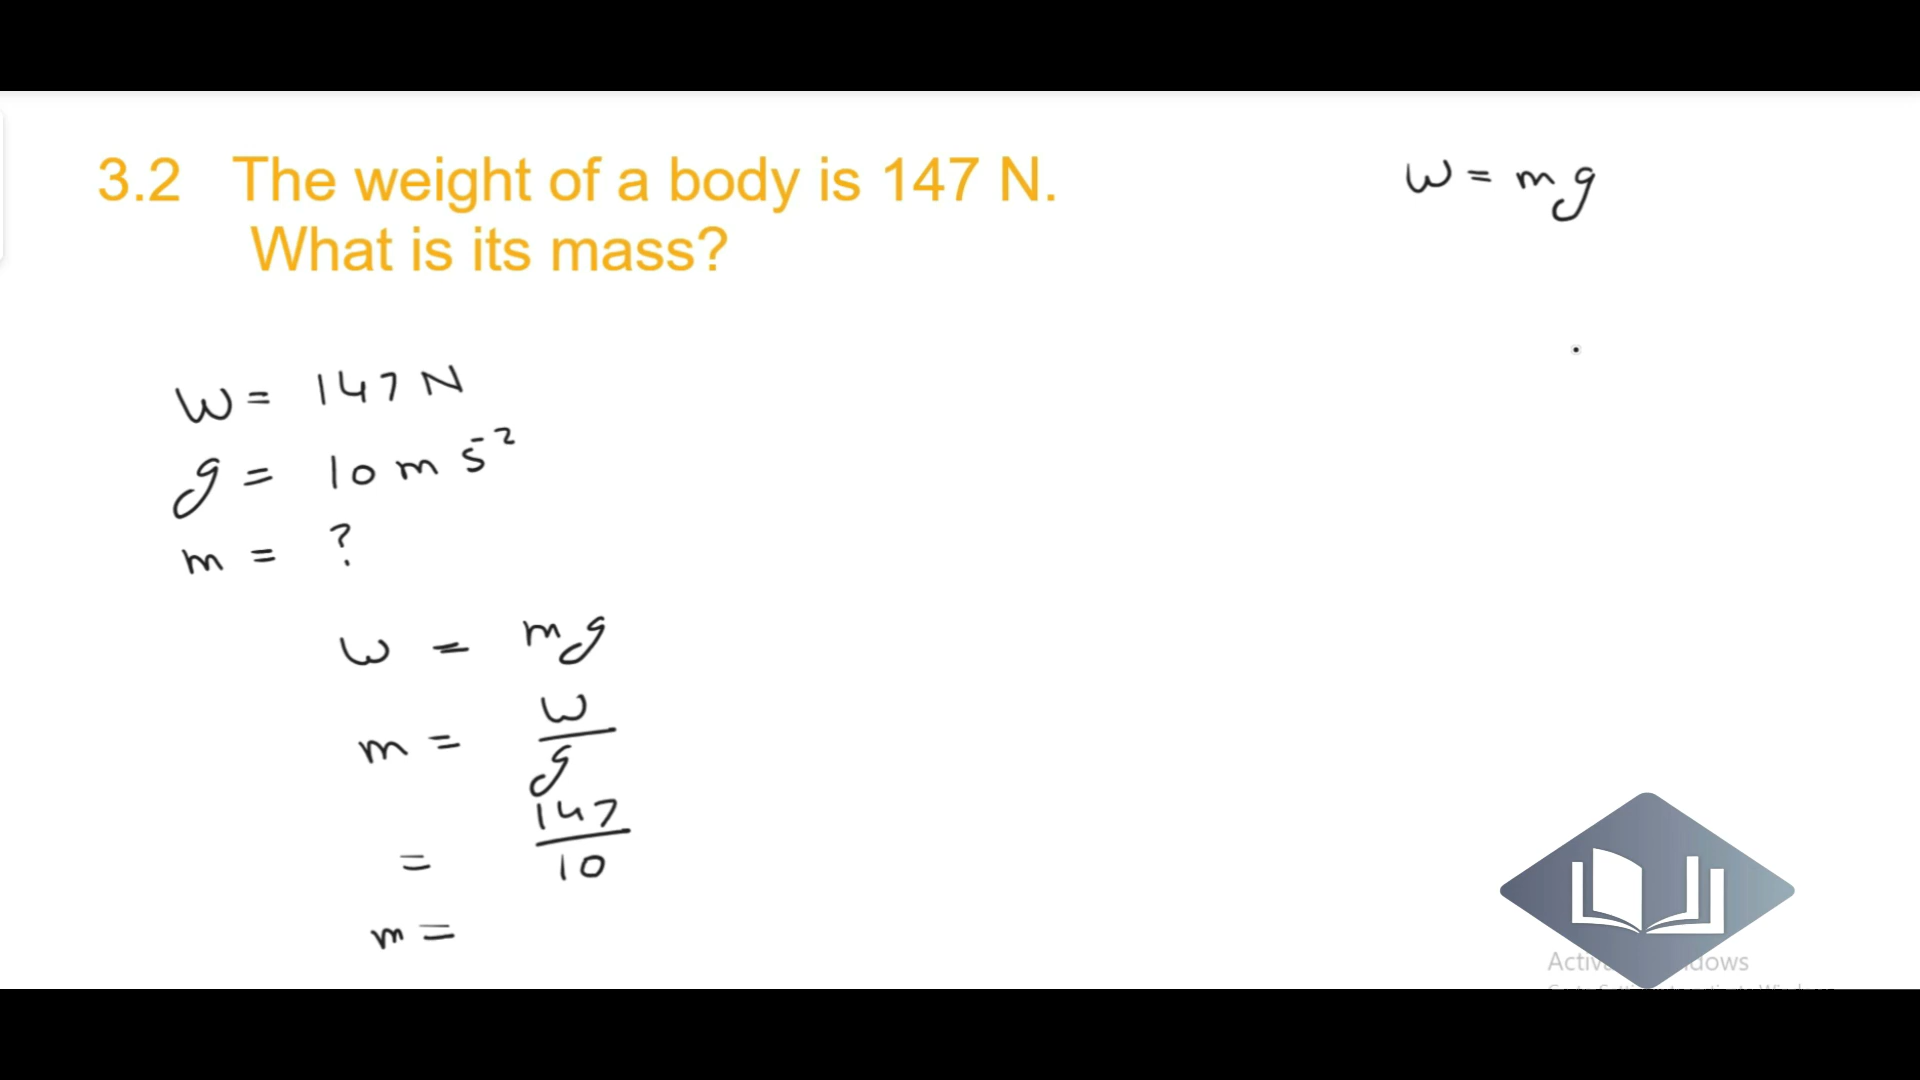 3.2 The weight of a body is 147 N.
What is its mass?
W = mg
W = 147 N
g = 10 m s⁻²
m = ?
W = mg
m = W/g
= 147/10
m =